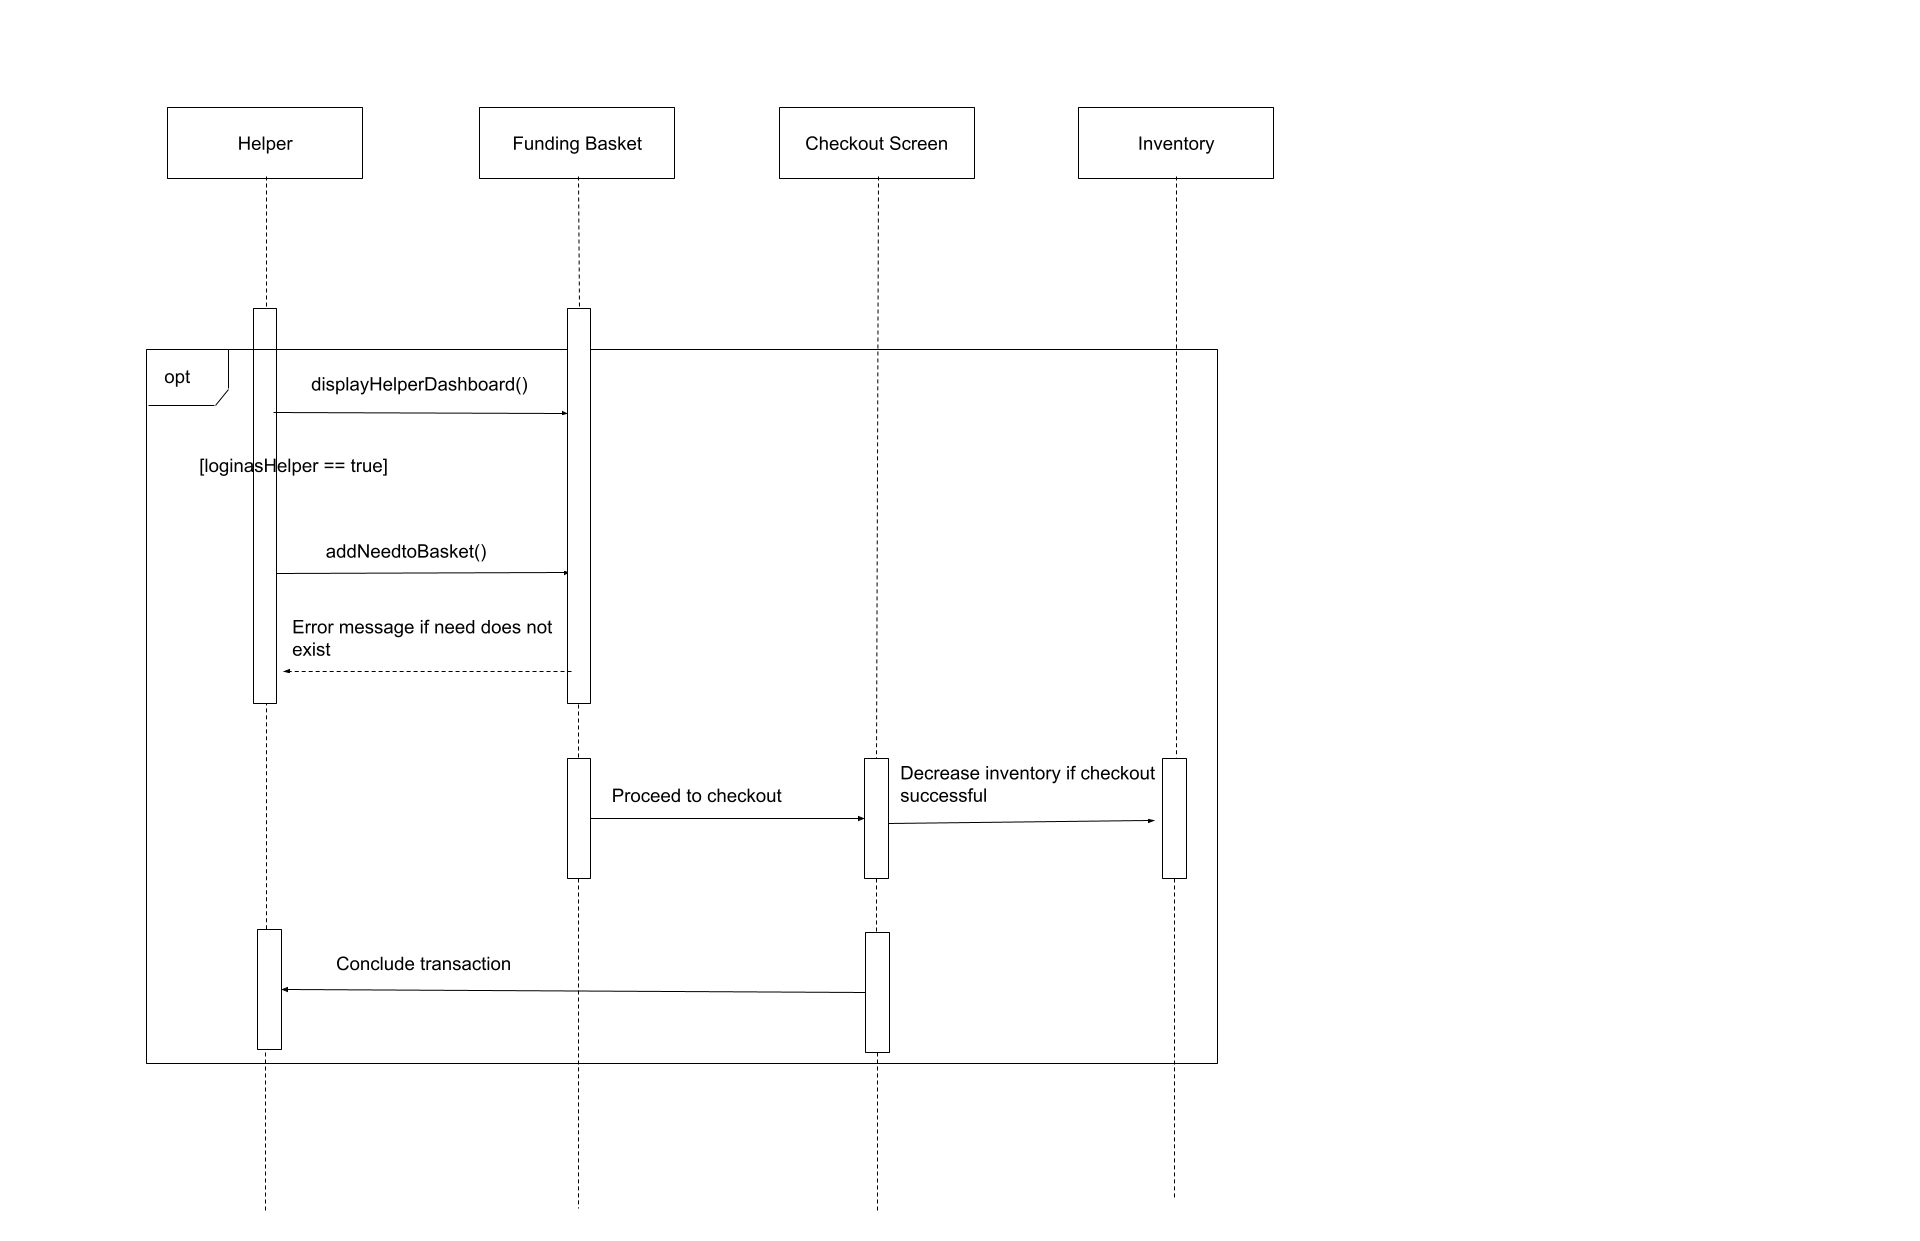 Helper
Funding Basket
Checkout Screen
Inventory
opt
displayHelperDashboard()
[loginasHelper == true]
addNeedtoBasket()
Error message if need does not
exist
Proceed to checkout
Decrease inventory if checkout
successful
Conclude transaction